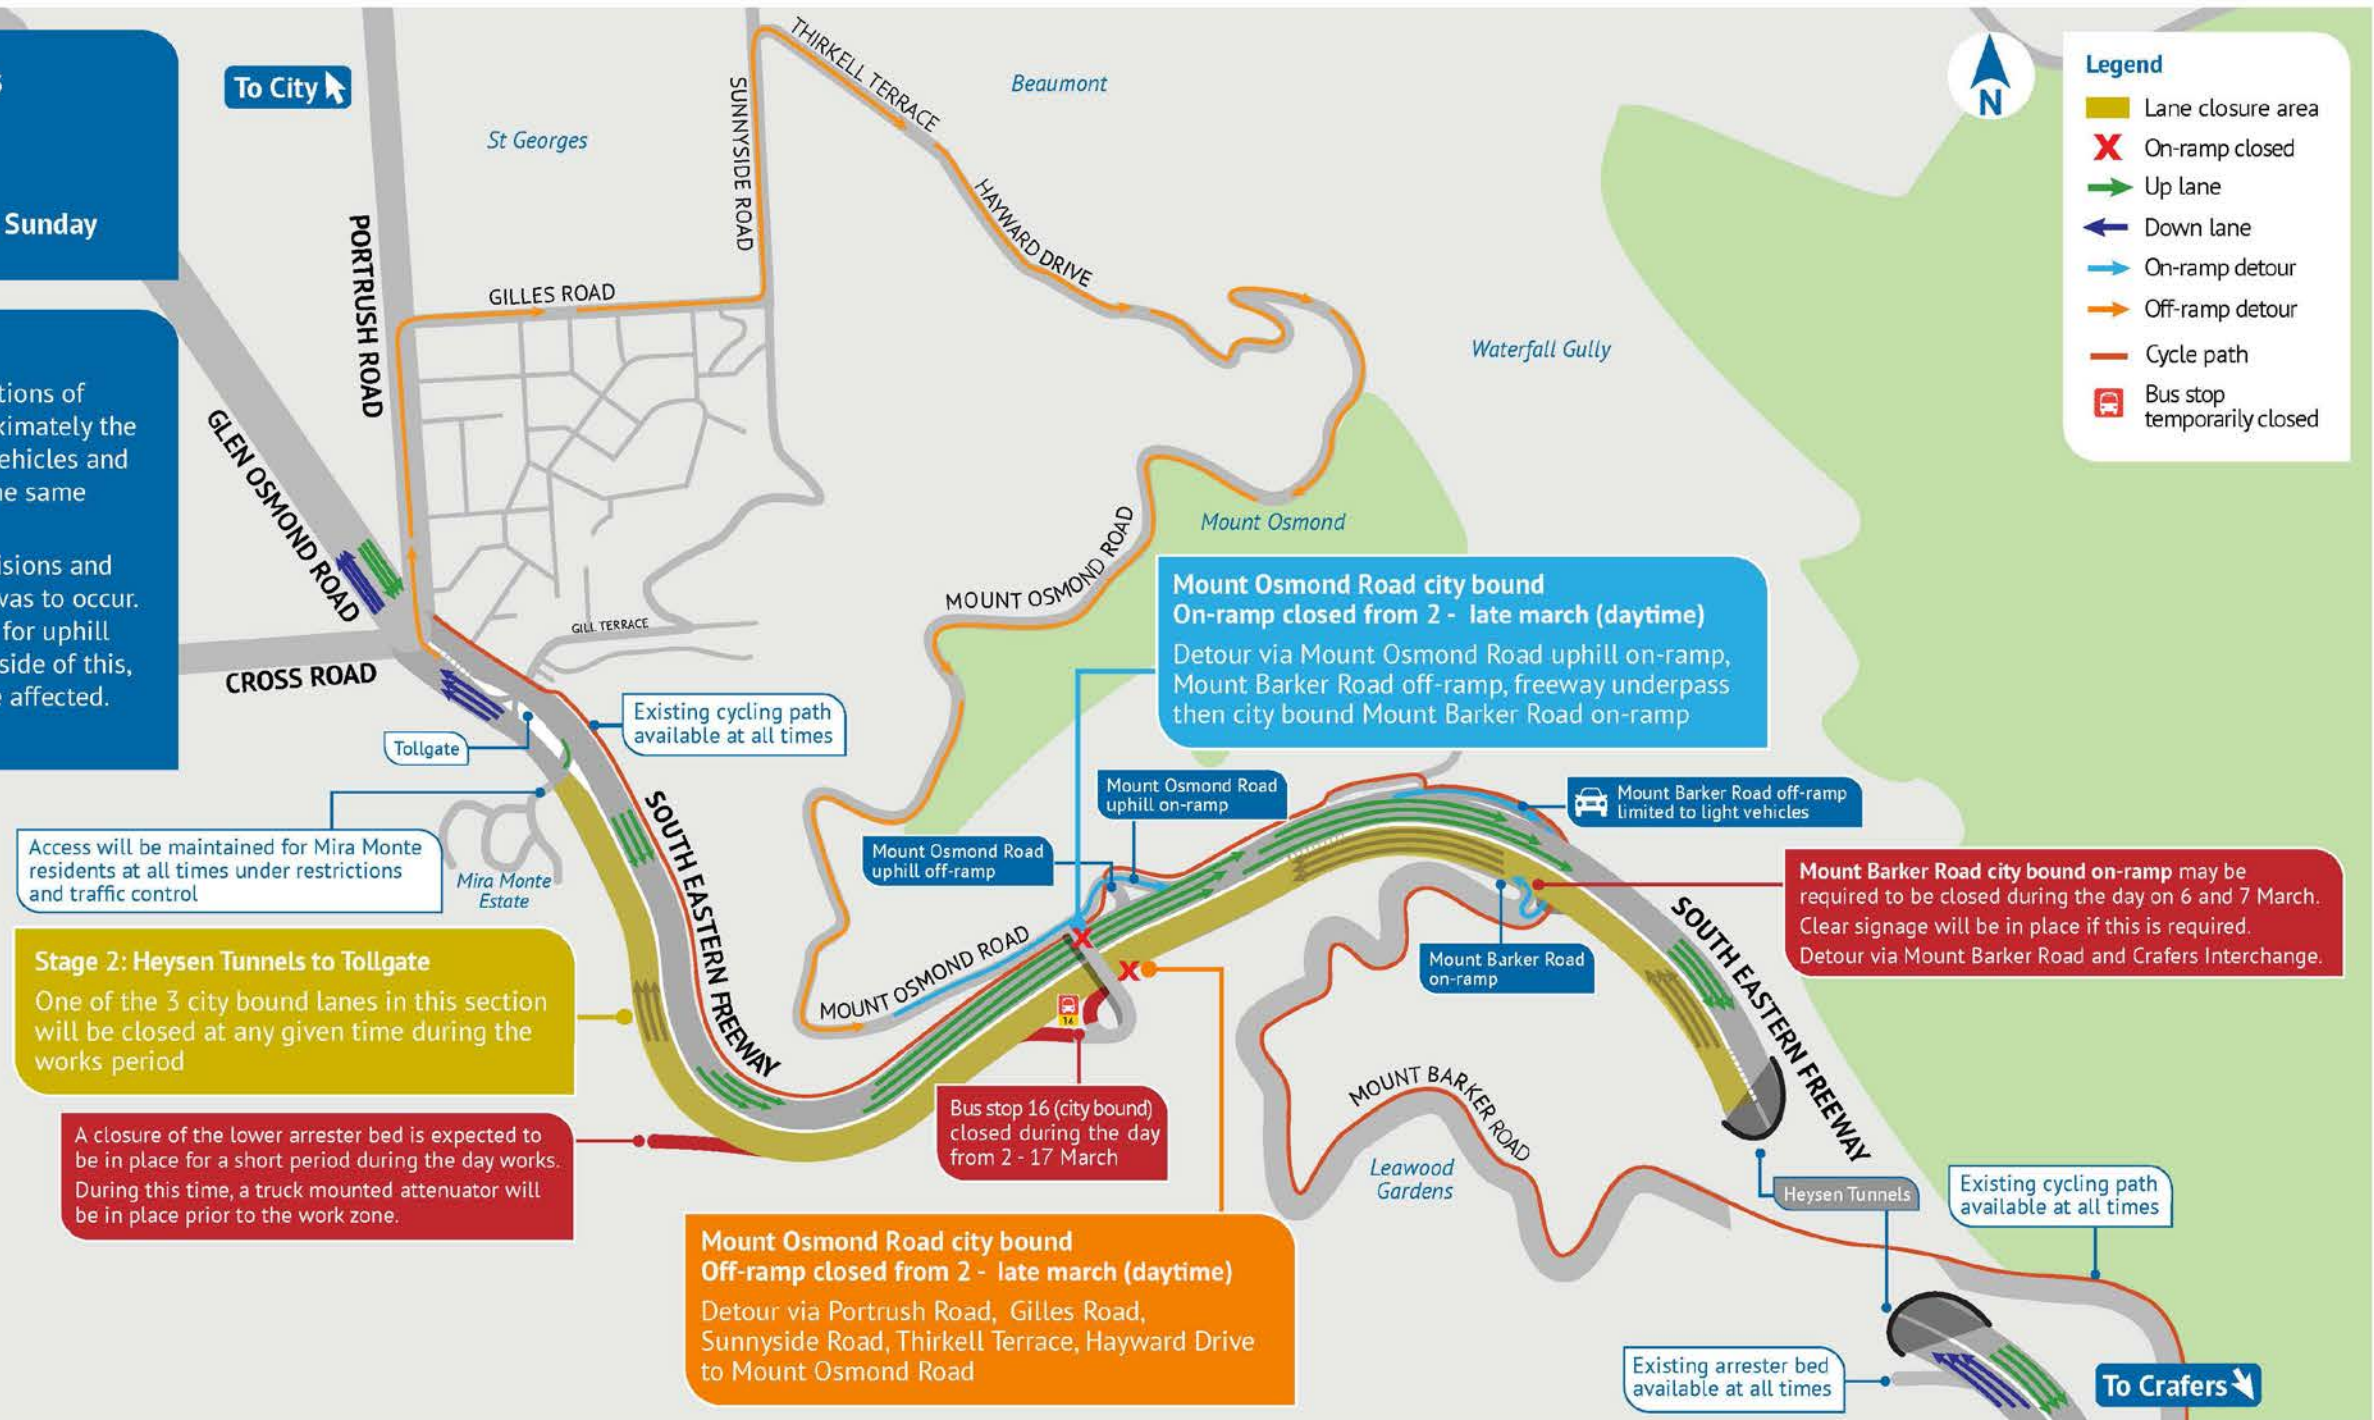 S
Sunday
tions of
ximately the
ehicles and
he same
isions and
was to occur.
for uphill
side of this,
e affected.
To City
St Georges
Beaumont
THIRKELL TERRACE
SUNNYSIDE ROAD
HAYWARD DRIVE
PORTRUSH ROAD
GILLES ROAD
Waterfall Gully
GLEN OSMOND ROAD
CROSS ROAD
GILL TERRACE
MOUNT OSMOND ROAD
Mount Osmond
N
Legend
Lane closure area
On-ramp closed
Up lane
Down lane
On-ramp detour
Off-ramp detour
Cycle path
Bus stop
temporarily closed
Mount Osmond Road city bound
On-ramp closed from 2 - late march (daytime)
Detour via Mount Osmond Road uphill on-ramp,
Mount Barker Road off-ramp, freeway underpass
then city bound Mount Barker Road on-ramp
Tollgate
Existing cycling path
available at all times
Access will be maintained for Mira Monte
residents at all times under restrictions
and traffic control
Mira Monte
Estate
SOUTH EASTERN FREEWAY
Mount Osmond Road
uphill on-ramp
Mount Osmond Road
uphill off-ramp
Mount Barker Road off-ramp
limited to light vehicles
Mount Barker Road city bound on-ramp may be
required to be closed during the day on 6 and 7 March.
Clear signage will be in place if this is required.
Detour via Mount Barker Road and Crafers Interchange.
Stage 2: Heysen Tunnels to Tollgate
One of the 3 city bound lanes in this section
will be closed at any given time during the
works period
MOUNT OSMOND ROAD
16
Mount Barker Road
on-ramp
SOUTH EASTERN FREEWAY
A closure of the lower arrester bed is expected to
be in place for a short period during the day works.
During this time, a truck mounted attenuator will
be in place prior to the work zone.
Bus stop 16 (city bound)
closed during the day
from 2 - 17 March
MOUNT BARKER ROAD
Leawood
Gardens
Heysen Tunnels
Existing cycling path
available at all times
Mount Osmond Road city bound
Off-ramp closed from 2 - late march (daytime)
Detour via Portrush Road, Gilles Road,
Sunnyside Road, Thirkell Terrace, Hayward Drive
to Mount Osmond Road
Existing arrester bed
available at all times
To Crafers